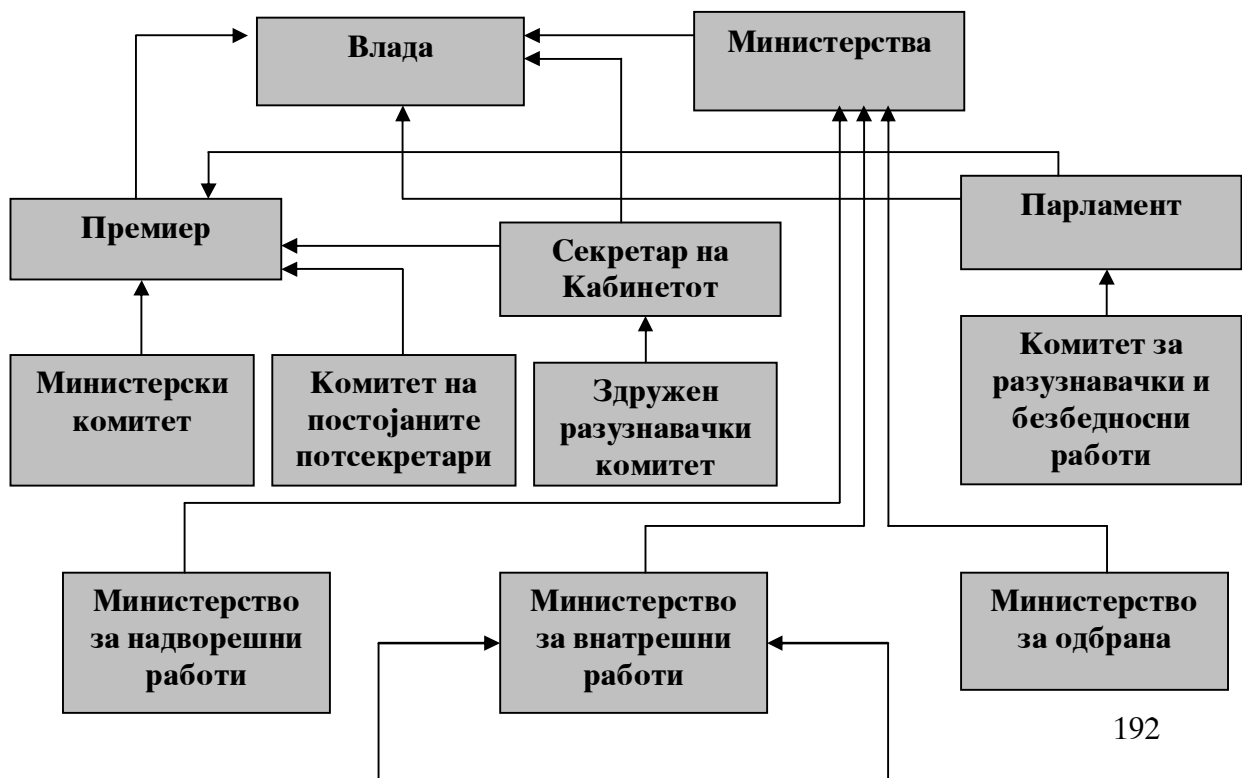 Влада
Министерства
Премиер
Секретар на
Кабинетот
Парламент
Министерски
комитет
Комитет на
постојаните
потсекретари
Здружен
разузнавачки
комитет
Комитет за
разузнавачки и
безбедносни
работи
Министерство
за надворешни
работи
Министерство
за внатрешни
работи
Министерство
за одбрана
192